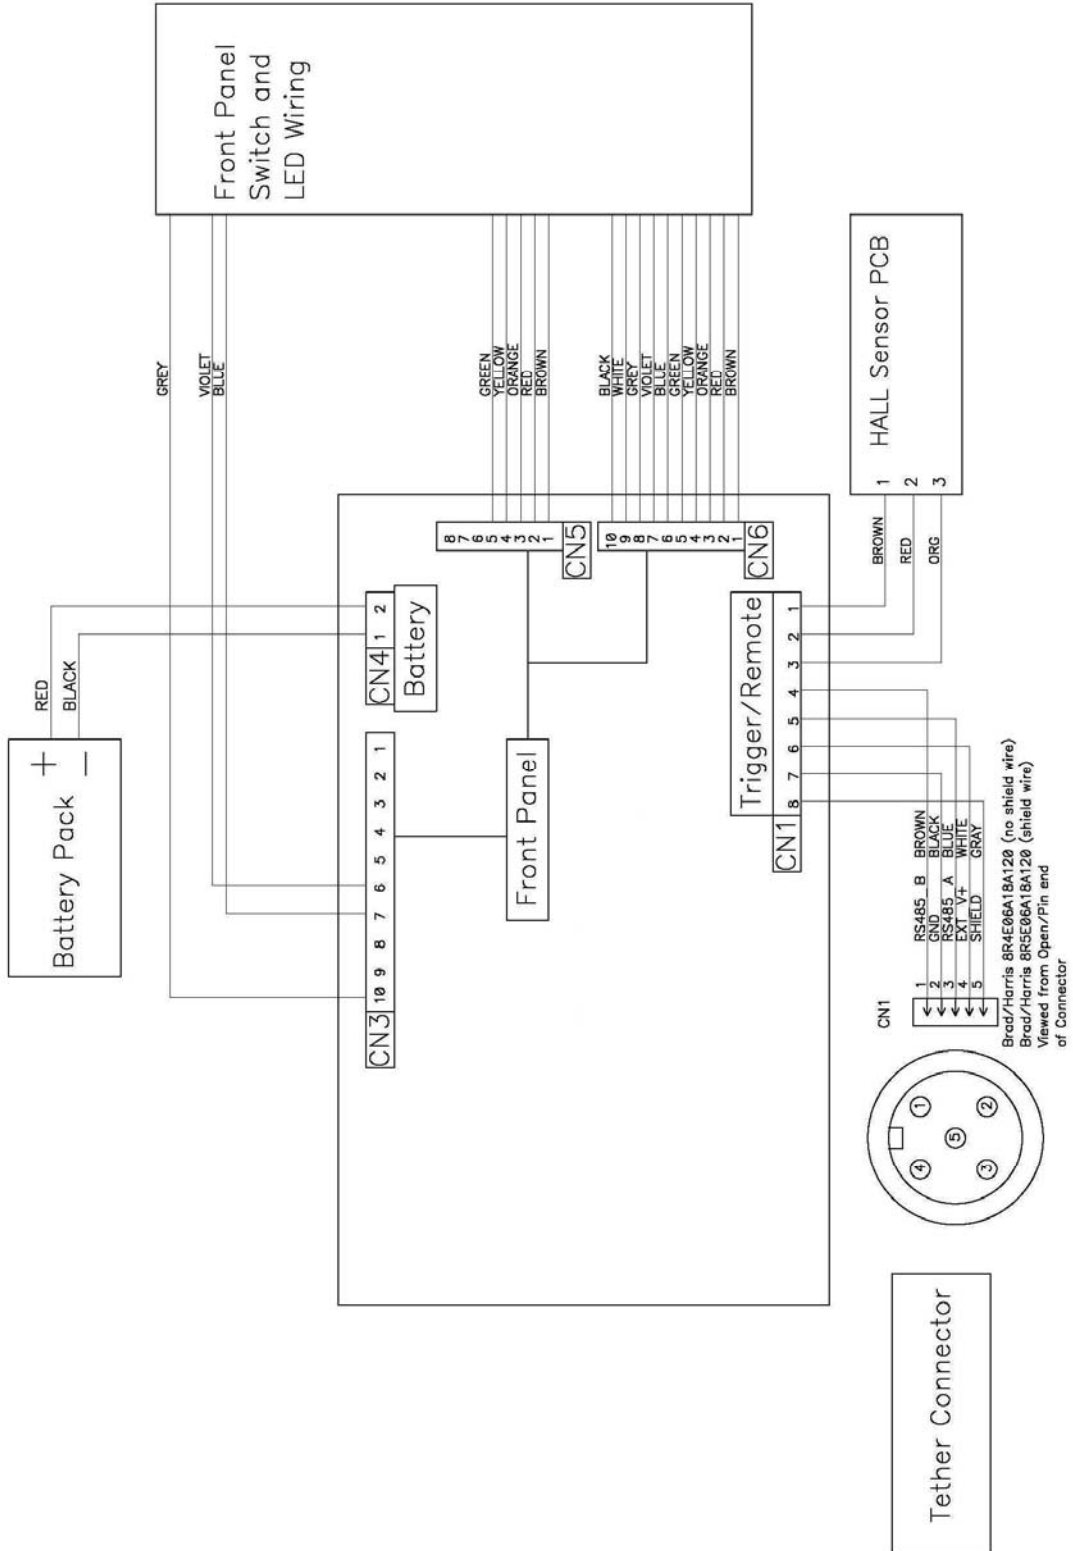 Battery Pack
+
−
RED
BLACK
Front Panel
Switch and
LED Wiring
GREY
VIOLET
BLUE
GREEN
YELLOW
ORANGE
RED
BROWN
BLACK
WHITE
GREY
VIOLET
BLUE
GREEN
YELLOW
ORANGE
RED
BROWN
CN3 10 9 8 7 6 5 4 3 2 1
CN4 1 2
Battery
Front Panel
8
7
6
5
4
3
2
1
CN5
10
9
8
7
6
5
4
3
2
1
CN6
Trigger/Remote
CN1 8 7 6 5 4 3 2 1
BROWN
RED
ORG
1
2
3
HALL Sensor PCB
Tether Connector
4 1
5
3 2
CN1
1 RS485_B BROWN
2 GND BLACK
3 RS485_A BLUE
4 EXT_V+ WHITE
5 SHIELD GRAY
Brad/Harris 8R4E06A18A120 (no shield wire)
Brad/Harris 8R5E06A18A120 (shield wire)
Viewed from Open/Pin end
of Connector